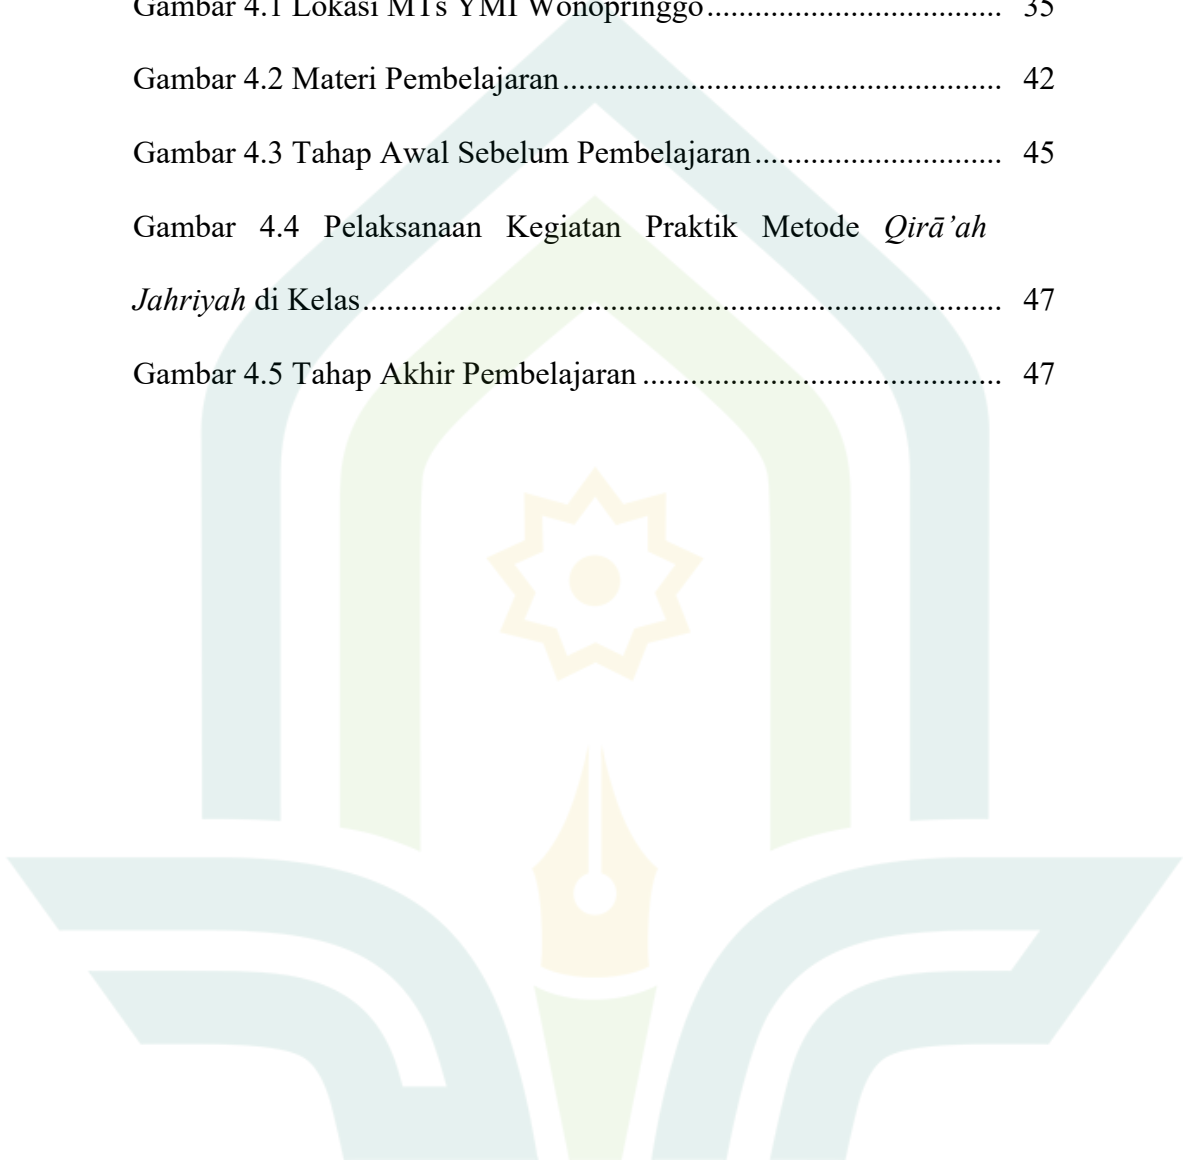 Gambar 4.1 Lokasi MTs YMI Wonopringgo.................................... 35
Gambar 4.2 Materi Pembelajaran...................................................... 42
Gambar 4.3 Tahap Awal Sebelum Pembelajaran.............................. 45
Gambar 4.4 Pelaksanaan Kegiatan Praktik Metode Qirā’ah
Jahriyah di Kelas............................................................................... 47
Gambar 4.5 Tahap Akhir Pembelajaran ............................................ 47